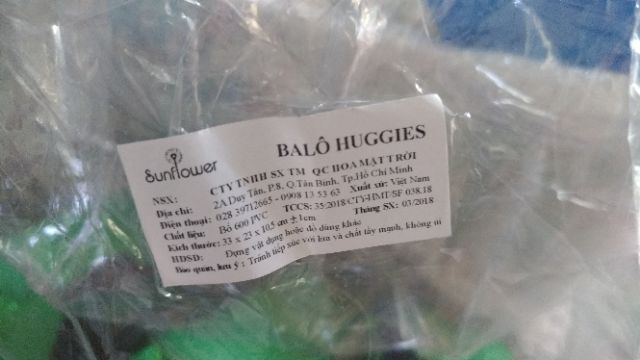 Sunflower
BALÔ HUGGIES
NSX: CTY TNHH SX TM QC HOA MẶT TRỜI
Địa chỉ: 2A Duy Tân, P.8, Q.Tân Bình, Tp.Hồ Chí Minh
Điện thoại: 028 39712665 - 0908 13 53 63 Xuất xứ: Việt Nam
Chất liệu: Bố 600 PVC TCCS: 35:2018/CTY-HMT/SF 038.18
Kích thước: 33 x 23 x 10.5 cm ± 1cm Tháng SX: 03/2018
HDSD: Đựng vật dụng hoặc đồ dùng khác
Bảo quản, lưu ý : Tránh tiếp xúc với lửa và chất tẩy mạnh, không ủi